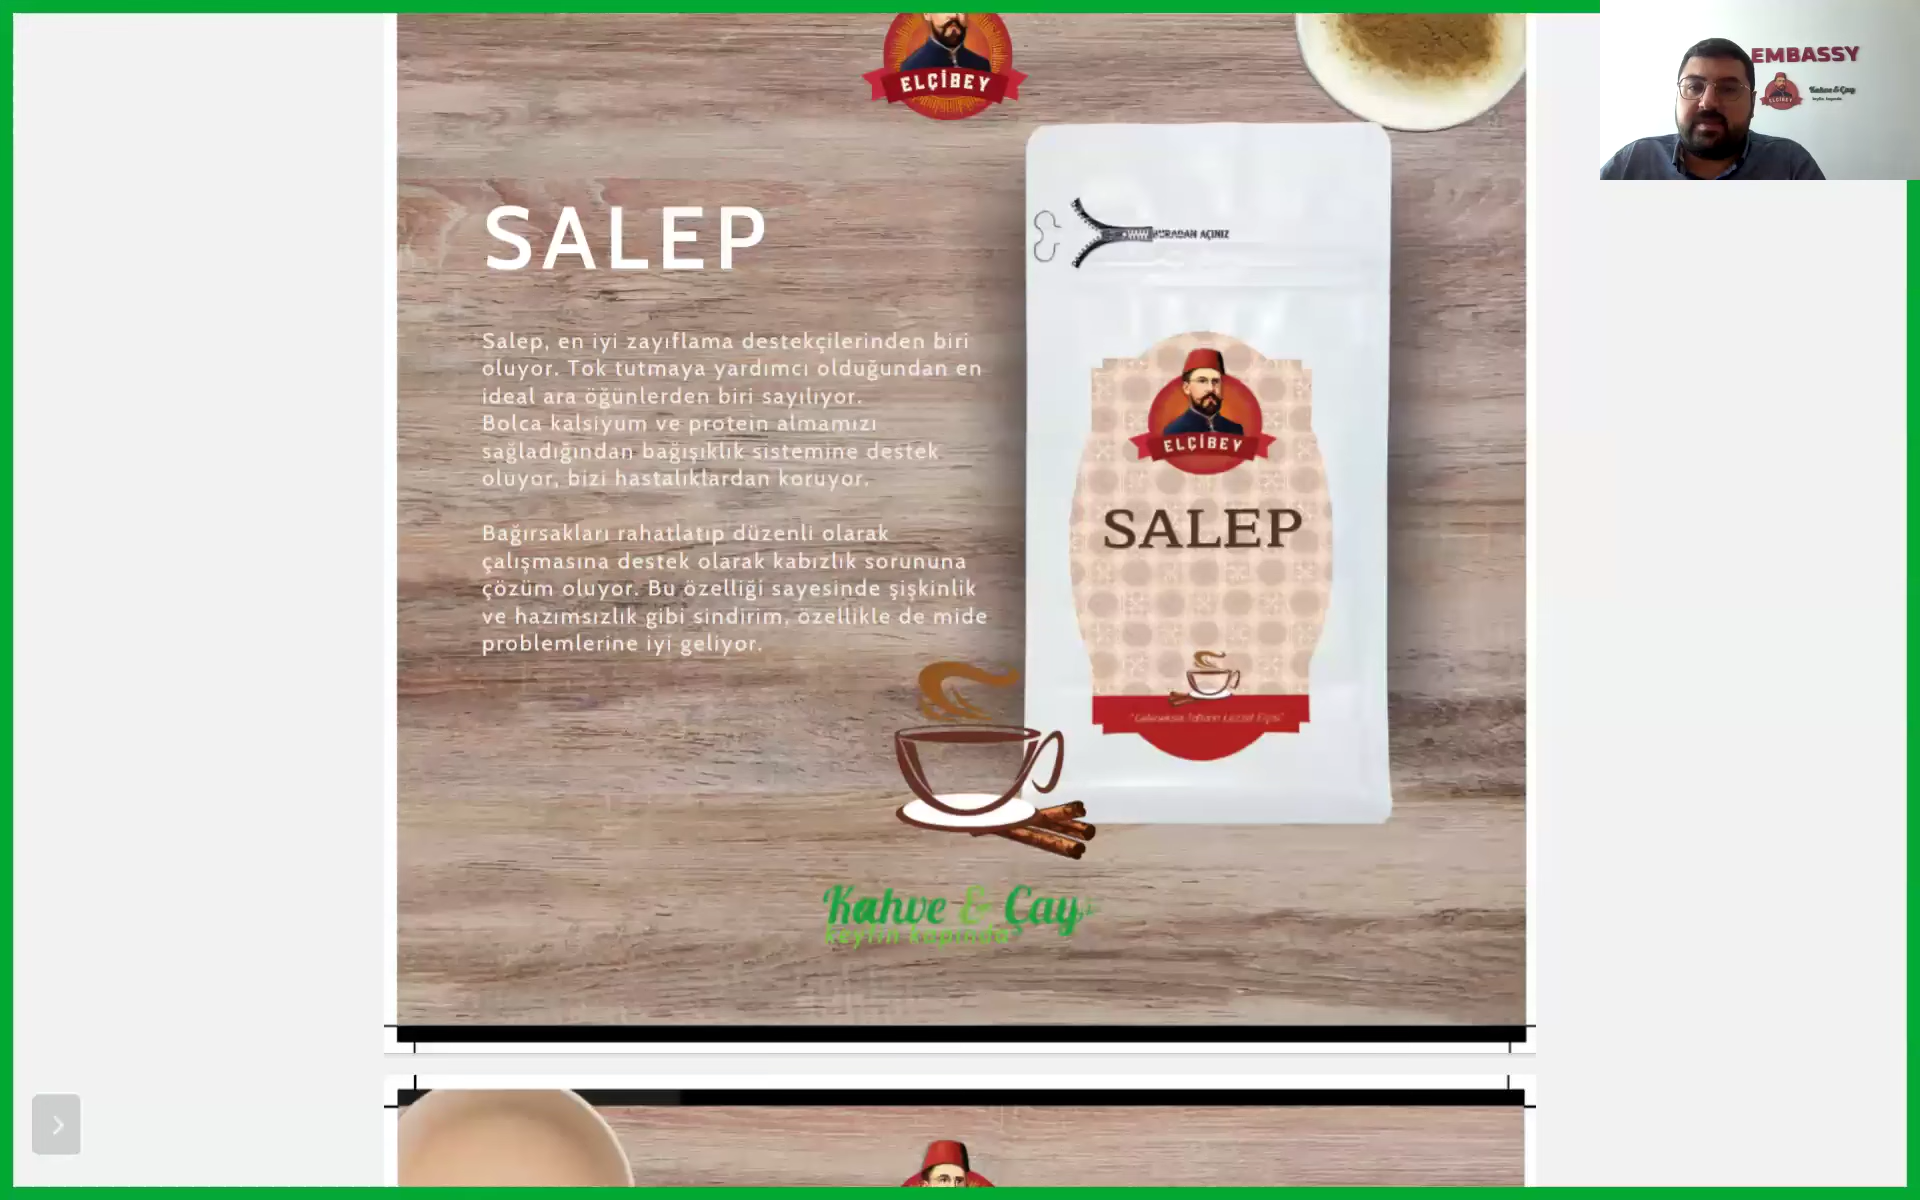 ELÇİBEY
EMBASSY
ELÇİBEY
Kahve & Çay
BURADAN AÇINIZ
SALEP
Salep, en iyi zayıflama destekçilerinden biri
oluyor. Tok tutmaya yardımcı olduğundan en
ideal ara öğünlerden biri sayılıyor.
Bolca kalsiyum ve protein almamızı
sağladığından bağışıklık sistemine destek
oluyor, bizi hastalıklardan koruyor.
Bağırsakları rahatlatıp düzenli olarak
çalışmasına destek olarak kabızlık sorununa
çözüm oluyor. Bu özelliği sayesinde şişkinlik
ve hazımsızlık gibi sindirim, özellikle de mide
problemlerine iyi geliyor.
ELÇİBEY
SALEP
Kahve & Çay
keyfin kapında